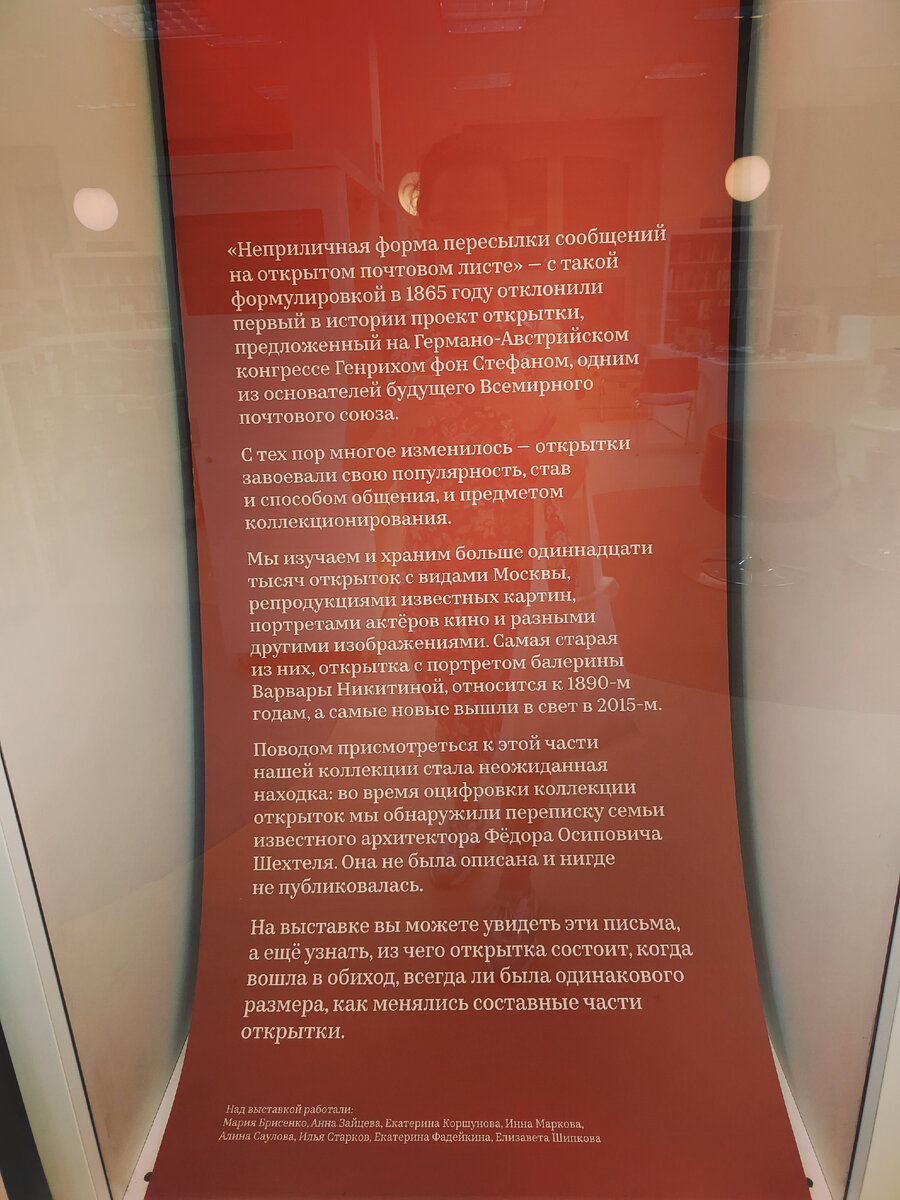 «Неприличная форма пересылки сообщений
на открытом почтовом листе» — с такой
формулировкой в 1865 году отклонили
первый в истории проект открытки,
предложенный на Германо-Австрийском
конгрессе Генрихом фон Стефаном, одним
из основателей будущего Всемирного
почтового союза.
С тех пор многое изменилось — открытки
завоевали свою популярность, став
и способом общения, и предметом
коллекционирования.
Мы изучаем и храним больше одиннадцати
тысяч открыток с видами Москвы,
репродукциями известных картин,
портретами актёров кино и разными
другими изображениями. Самая старая
из них, открытка с портретом балерины
Варвары Никитиной, относится к 1890-м
годам, а самые новые вышли в свет в 2015-м.
Поводом присмотреться к этой части
нашей коллекции стала неожиданная
находка: во время оцифровки коллекции
открыток мы обнаружили переписку семьи
известного архитектора Фёдора Осиповича
Шехтеля. Она не была описана и нигде
не публиковалась.
На выставке вы можете увидеть эти письма,
а ещё узнать, из чего открытка состоит, когда
вошла в обиход, всегда ли была одинакового
размера, как менялись составные части
открытки.
Над выставкой работали:
Мария Брисенко, Анна Зайцева, Екатерина Коршунова, Инна Маркова,
Алина Саулова, Илья Старков, Екатерина Фадейкина, Елизавета Шипкова